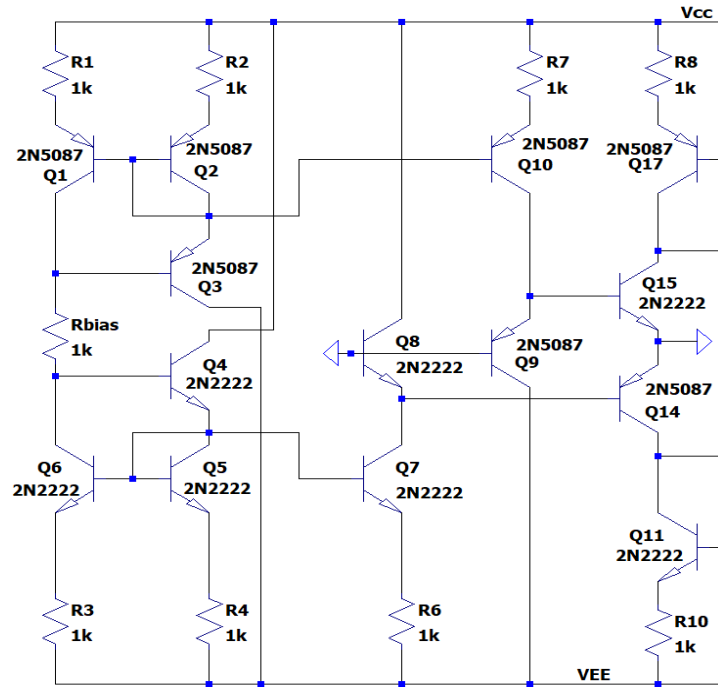 Vcc
R1
1k
R2
1k
R7
1k
R8
1k
2N5087
Q1
2N5087
Q2
2N5087
Q10
2N5087
Q17
2N5087
Q3
Q15
2N2222
Rbias
1k
Q4
2N2222
Q8
2N2222
2N5087
Q9
2N5087
Q14
Q6
2N2222
Q5
2N2222
Q7
2N2222
Q11
2N2222
R3
1k
R4
1k
R6
1k
R10
1k
VEE